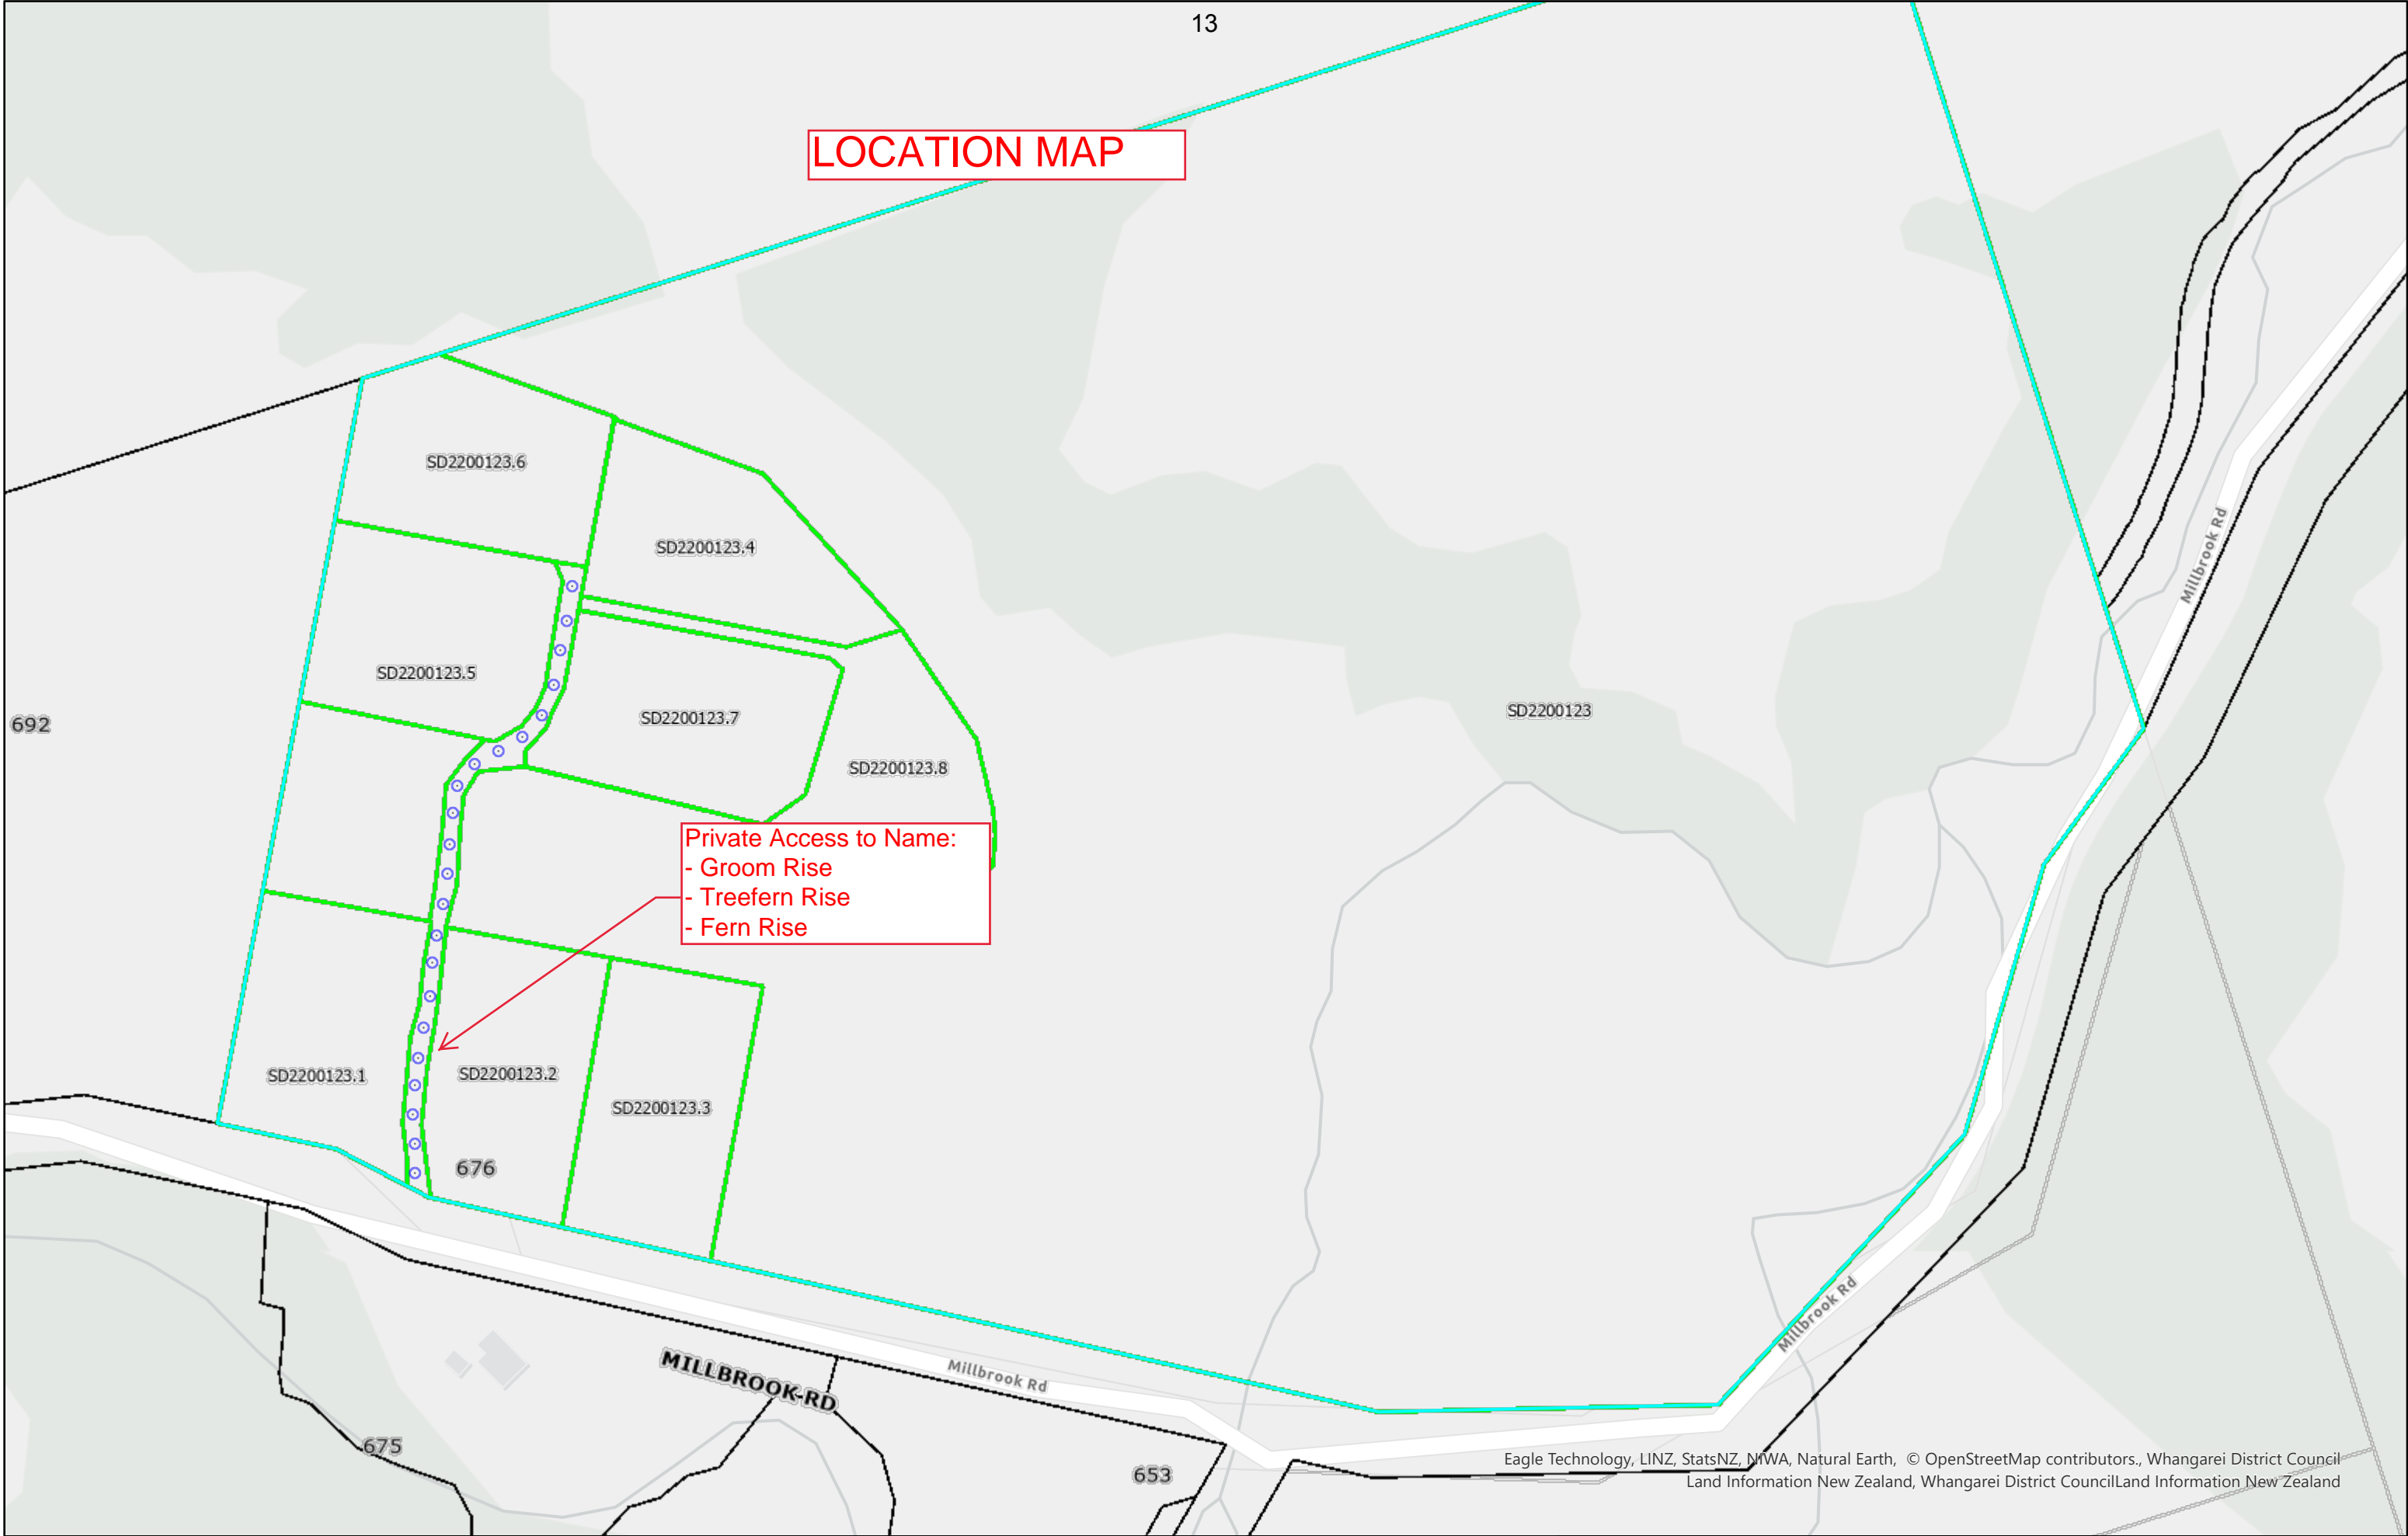 13
LOCATION MAP
SD2200123.6
SD2200123.4
Millbrook Rd
SD2200123.5
692
SD2200123.7
SD2200123
SD2200123.8
Private Access to Name:
- Groom Rise
- Treefern Rise
- Fern Rise
SD2200123.1
SD2200123.2
SD2200123.3
676
Millbrook Rd
MILLBROOK RD
Millbrook Rd
675
653
Eagle Technology, LINZ, StatsNZ, NIWA, Natural Earth, © OpenStreetMap contributors., Whangarei District Council
Land Information New Zealand, Whangarei District CouncilLand Information New Zealand